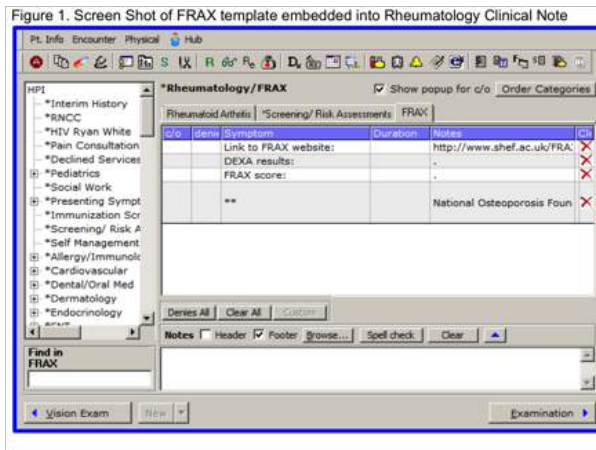 Figure 1. Screen Shot of FRAX template embedded into Rheumatology Clinical Note
Pt. Info Encounter Physical Hub
HPI
*Interim History
*RNCC
*HIV Ryan White
*Pain Consultation
*Declined Services
*Pediatrics
*Social Work
*Presenting Sympt
*Immunization Scr
*Screening/ Risk A
*Self Management
*Allergy/Immunolo
*Cardiovascular
*Dental/Oral Med
*Dermatology
*Endocrinology
*Rheumatology/FRAX Show popup for c/o Order Categories
Rheumatoid Arthritis *Screening/ Risk Assessments FRAX
c/o denie Symptom Duration Notes Cle
Link to FRAX website: http://www.shef.ac.uk/FRA
DEXA results: .
FRAX score: .
** National Osteoporosis Foun
Denies All Clear All Custom
Notes Header Footer Browse... Spell check Clear
Find in
FRAX
Vision Exam New Examination